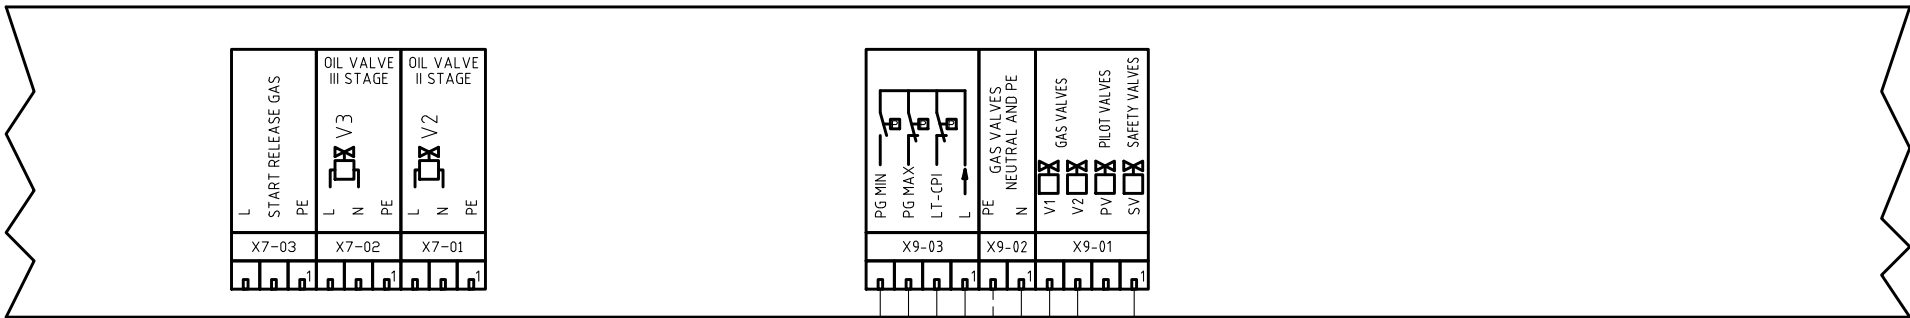 L
START RELEASE GAS
PE
OIL VALVE
III STAGE
V3
L
N
PE
OIL VALVE
II STAGE
V2
L
N
PE
X7-03
X7-02
X7-01
1
1
1
PG MIN
PG MAX
LT-CPI
L
P
P
P
GAS VALVES
NEUTRAL AND PE
PE
N
GAS VALVES
PILOT VALVES
SAFETY VALVES
V1
V2
PV
SV
X9-03
X9-02
X9-01
1
1
1